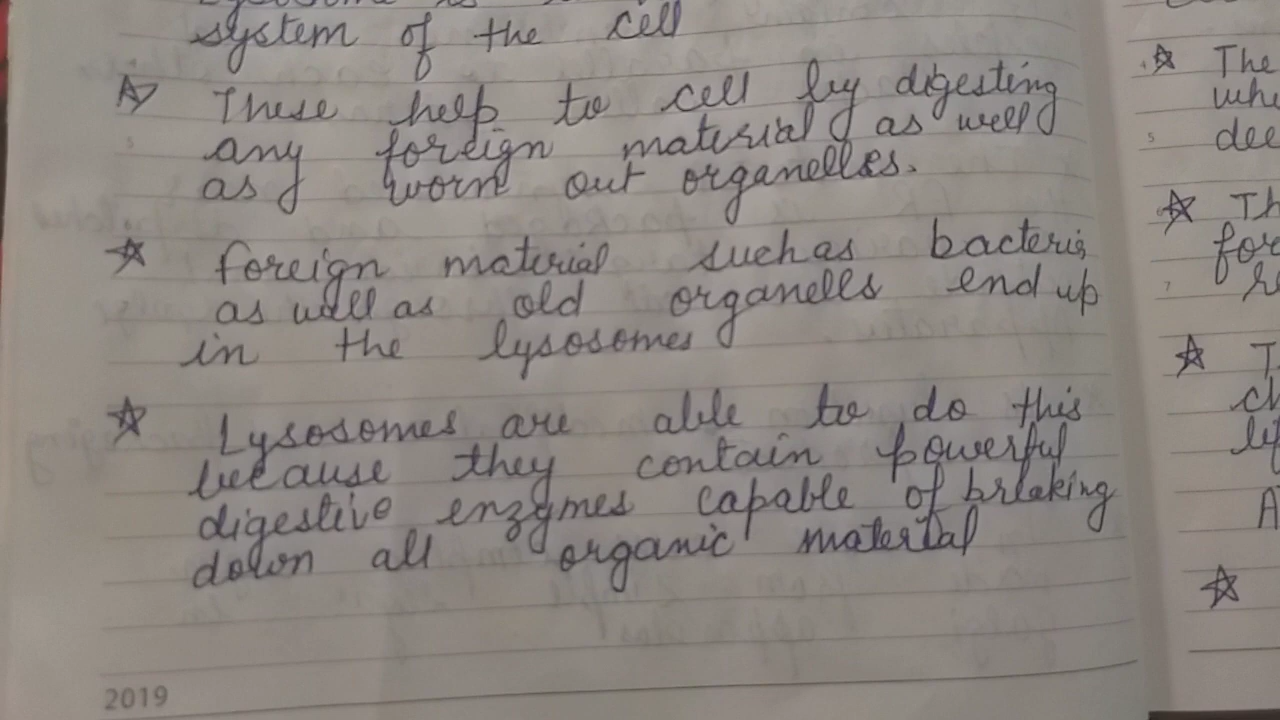 system of the cell
These help to cell by digesting
any foreign material as well
as worn out organelles.
☆ foreign material such as bacteria,
as well as old organells end up
in the lysosomes
☆ Lysosomes are able to do this
because they contain powerful
digestive enzymes capable of breaking
down all organic material
2019
☆ The
whe
dee
☆ Th
for
☆ T
ch
A
☆